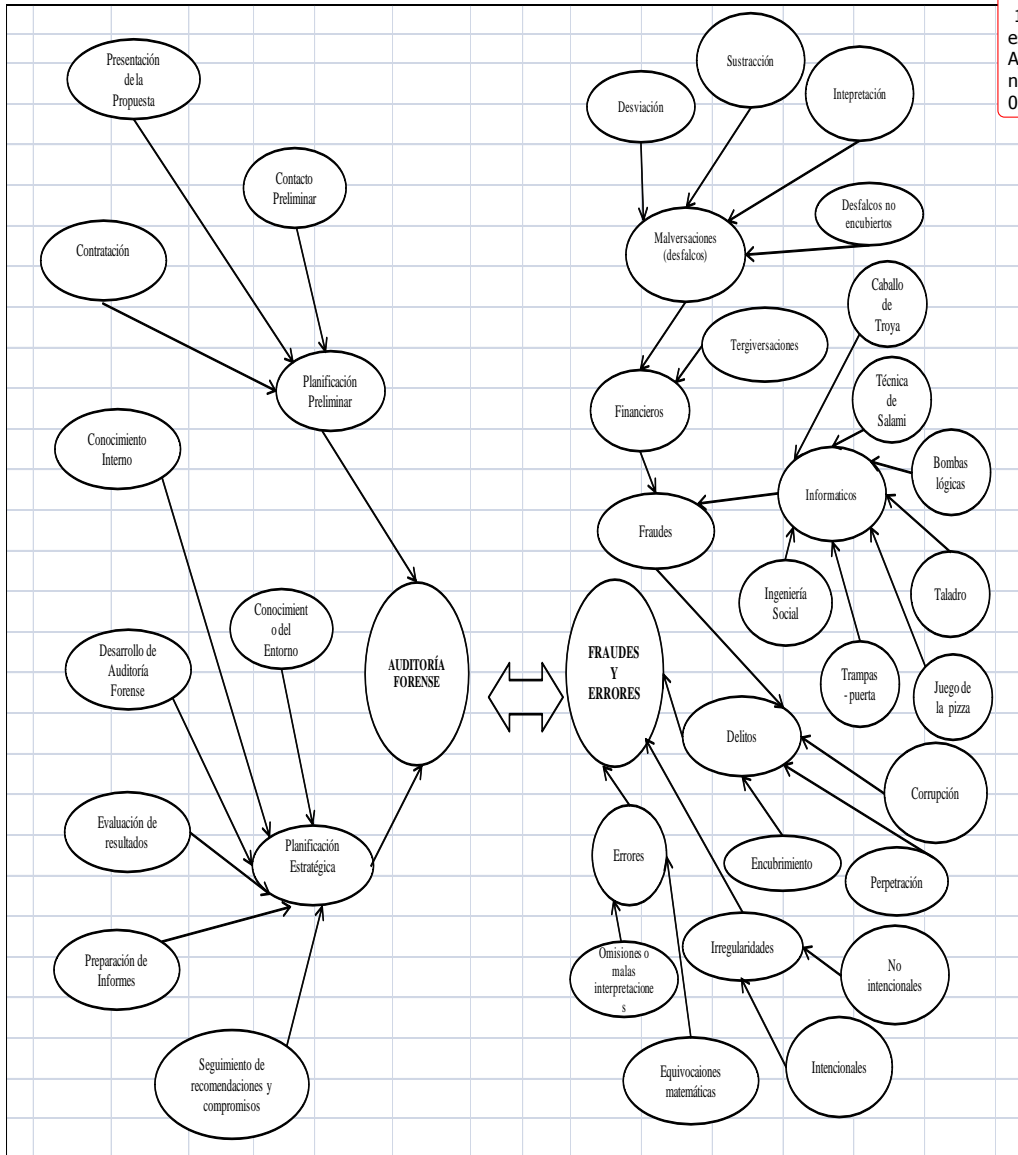 1
e
A
n
0
Presentación
de la
Propuesta
Contacto
Preliminar
Contratación
Planificación
Preliminar
Conocimiento
Interno
Conocimient
o del
Entorno
Desarrollo de
Auditoría
Forense
AUDITORÍA
FORENSE
Evaluación de
resultados
Planificación
Estratégica
Preparación de
Informes
Seguimiento de
recomendaciones y
compromisos
Sustracción
Desviación
Intepretación
Desfalcos no
encubiertos
Malversaciones
(desfalcos)
Caballo
de
Troya
Tergiversaciones
Técnica
de
Salami
Financieros
Bombas
lógicas
Informaticos
Fraudes
Ingeniería
Social
Taladro
FRAUDES
Y
ERRORES
Trampas
- puerta
Juego de
la pizza
Delitos
Corrupción
Errores
Encubrimiento
Perpetración
Irregularidades
Omisiones o
malas
interpretacione
s
No
intencionales
Equivocaiones
matemáticas
Intencionales